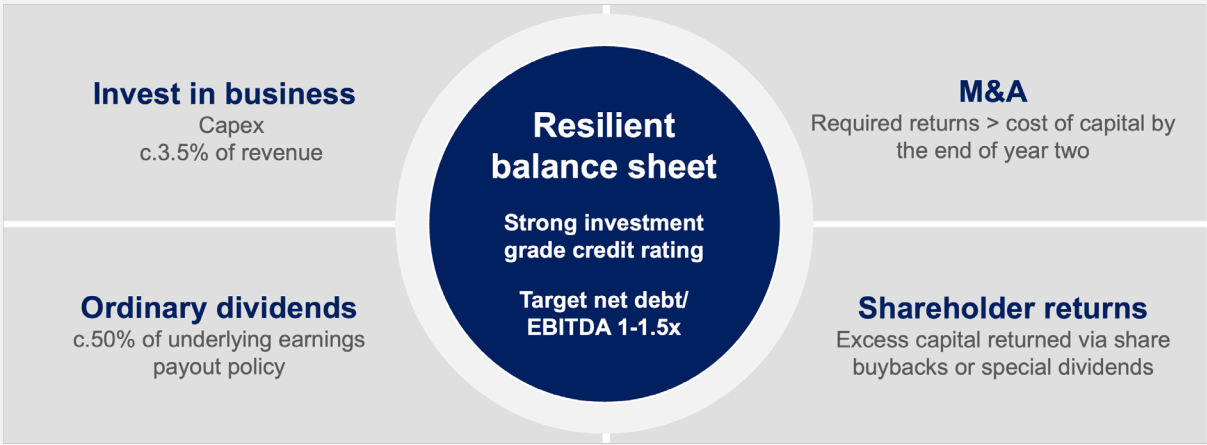 Invest in business
Capex
c.3.5% of revenue
Resilient
balance sheet
Strong investment
grade credit rating
Target net debt/
EBITDA 1-1.5x
M&A
Required returns > cost of capital by
the end of year two
Ordinary dividends
c.50% of underlying earnings
payout policy
Shareholder returns
Excess capital returned via share
buybacks or special dividends